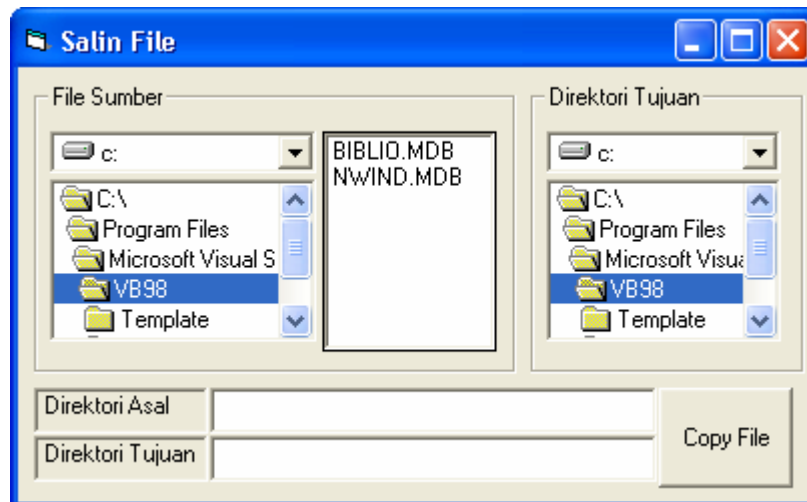 Salin File
File Sumber
c:
C:\
Program Files
Microsoft Visual S
VB98
Template
BIBLIO.MDB
NWIND.MDB
Direktori Tujuan
c:
C:\
Program Files
Microsoft Visua
VB98
Template
Direktori Asal
Direktori Tujuan
Copy File